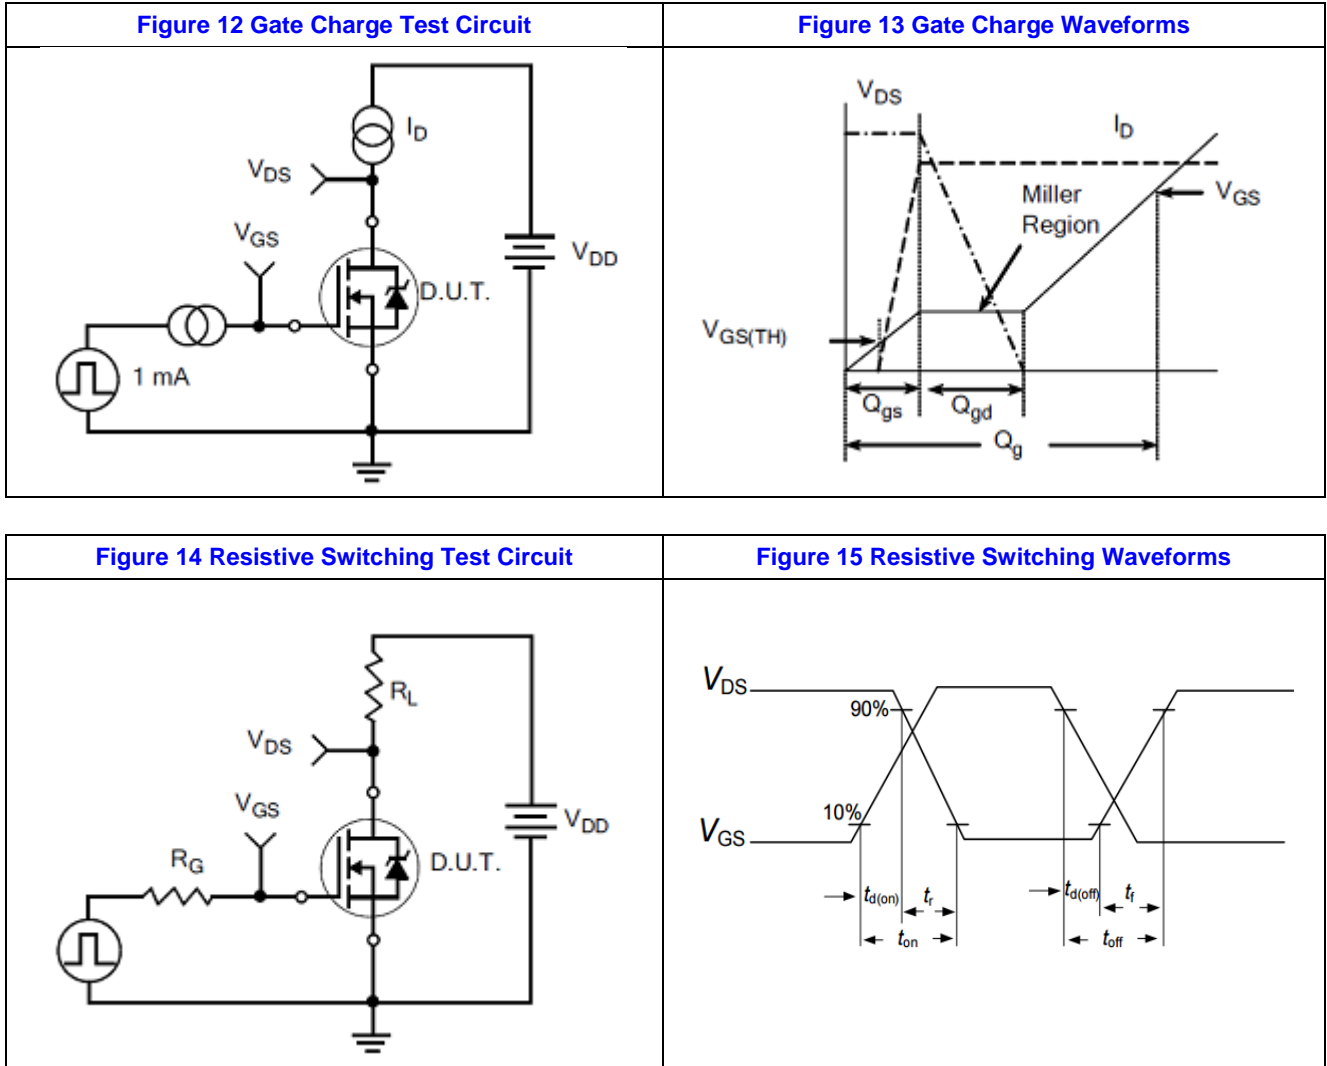 Figure 12 Gate Charge Test Circuit
Figure 13 Gate Charge Waveforms
ID
VDS
VGS
VDD
D.U.T.
1 mA
VDS
ID
Miller
Region
VGS
VGS(TH)
Qgs
Qgd
Qg
Figure 14 Resistive Switching Test Circuit
Figure 15 Resistive Switching Waveforms
RL
VDS
VGS
VDD
RG
D.U.T.
VDS
90%
10%
VGS
td(on)
tr
td(off)
tf
ton
toff